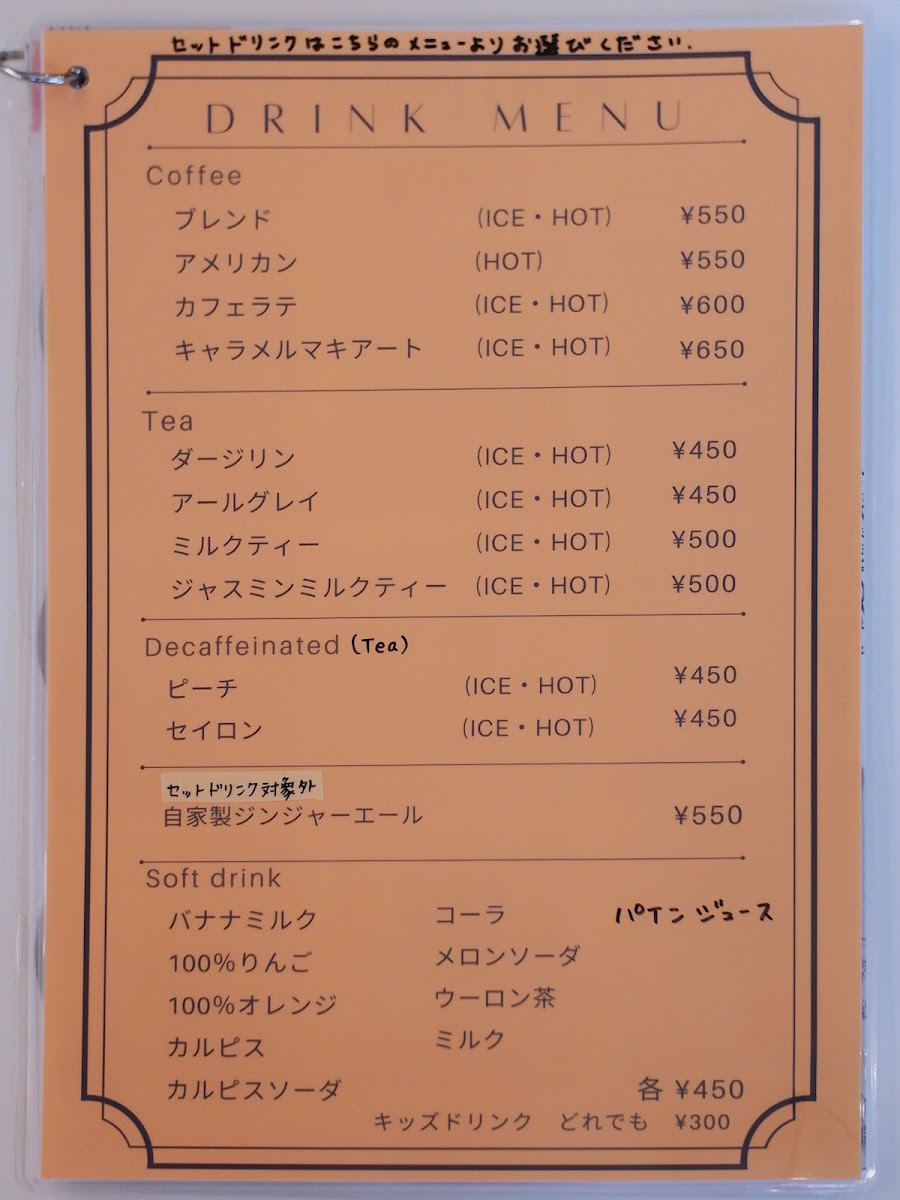 セットドリンクはこちらのメニューよりお選びください.
DRINK MENU
Coffee
ブレンド (ICE・HOT) ¥550
アメリカン (HOT) ¥550
カフェラテ (ICE・HOT) ¥600
キャラメルマキアート (ICE・HOT) ¥650
Tea
ダージリン (ICE・HOT) ¥450
アールグレイ (ICE・HOT) ¥450
ミルクティー (ICE・HOT) ¥500
ジャスミンミルクティー (ICE・HOT) ¥500
Decaffeinated (Tea)
ピーチ (ICE・HOT) ¥450
セイロン (ICE・HOT) ¥450
セットドリンク対象外
自家製ジンジャーエール ¥550
Soft drink
バナナミルク コーラ パインジュース
100%りんご メロンソーダ
100%オレンジ ウーロン茶
カルピス ミルク
カルピスソーダ 各 ¥450
キッズドリンク どれでも ¥300